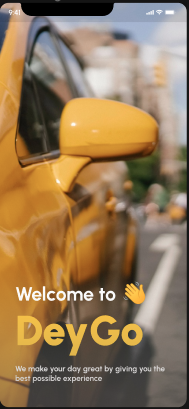 9:41
Welcome to 👋
DeyGo
We make your day great by giving you the
best possible experience